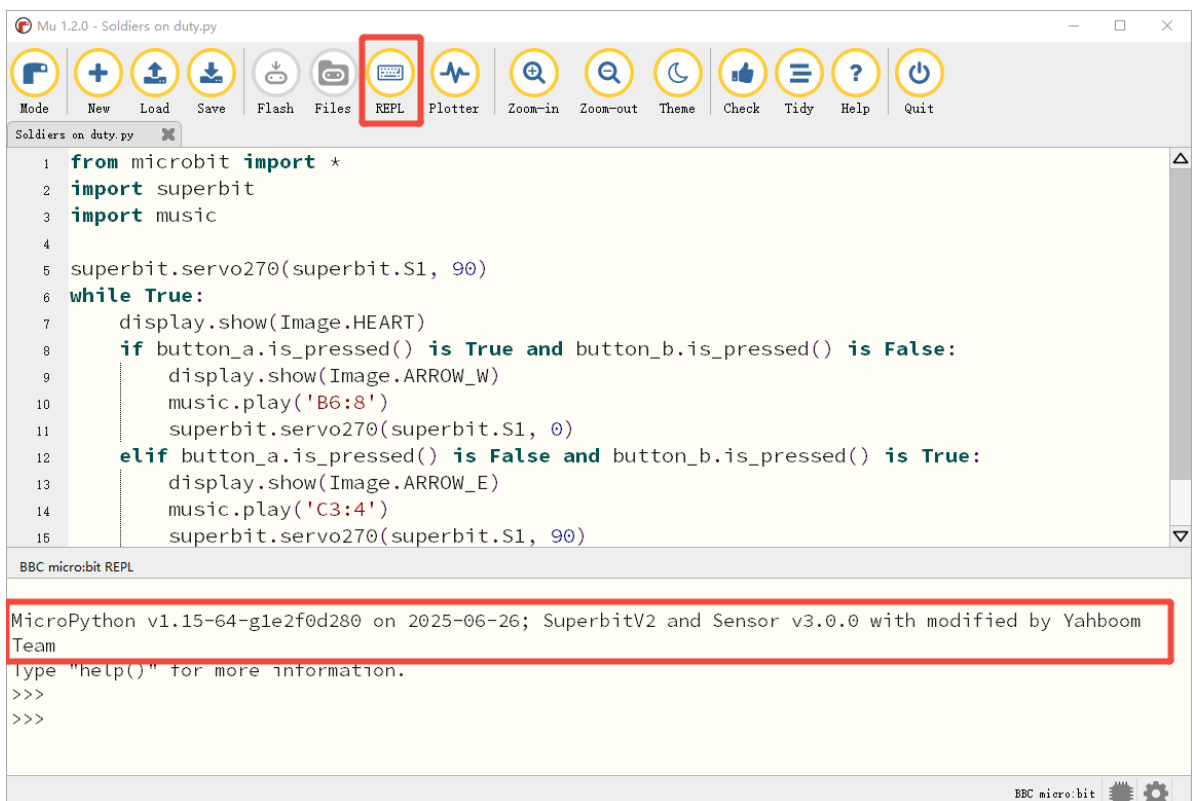 Mu 1.2.0 - Soldiers on duty.py
Mode New Load Save Flash Files REPL Plotter Zoom-in Zoom-out Theme Check Tidy Help Quit
Soldiers on duty.py
1 from microbit import *
2 import superbit
3 import music
4
5 superbit.servo270(superbit.S1, 90)
6 while True:
7     display.show(Image.HEART)
8     if button_a.is_pressed() is True and button_b.is_pressed() is False:
9         display.show(Image.ARROW_W)
10         music.play('B6:8')
11         superbit.servo270(superbit.S1, 0)
12     elif button_a.is_pressed() is False and button_b.is_pressed() is True:
13         display.show(Image.ARROW_E)
14         music.play('C3:4')
15         superbit.servo270(superbit.S1, 90)
BBC micro:bit REPL
MicroPython v1.15-64-g1e2f0d280 on 2025-06-26; SuperbitV2 and Sensor v3.0.0 with modified by Yahboom
Team
Type "help()" for more information.
>>>
>>>
BBC micro:bit